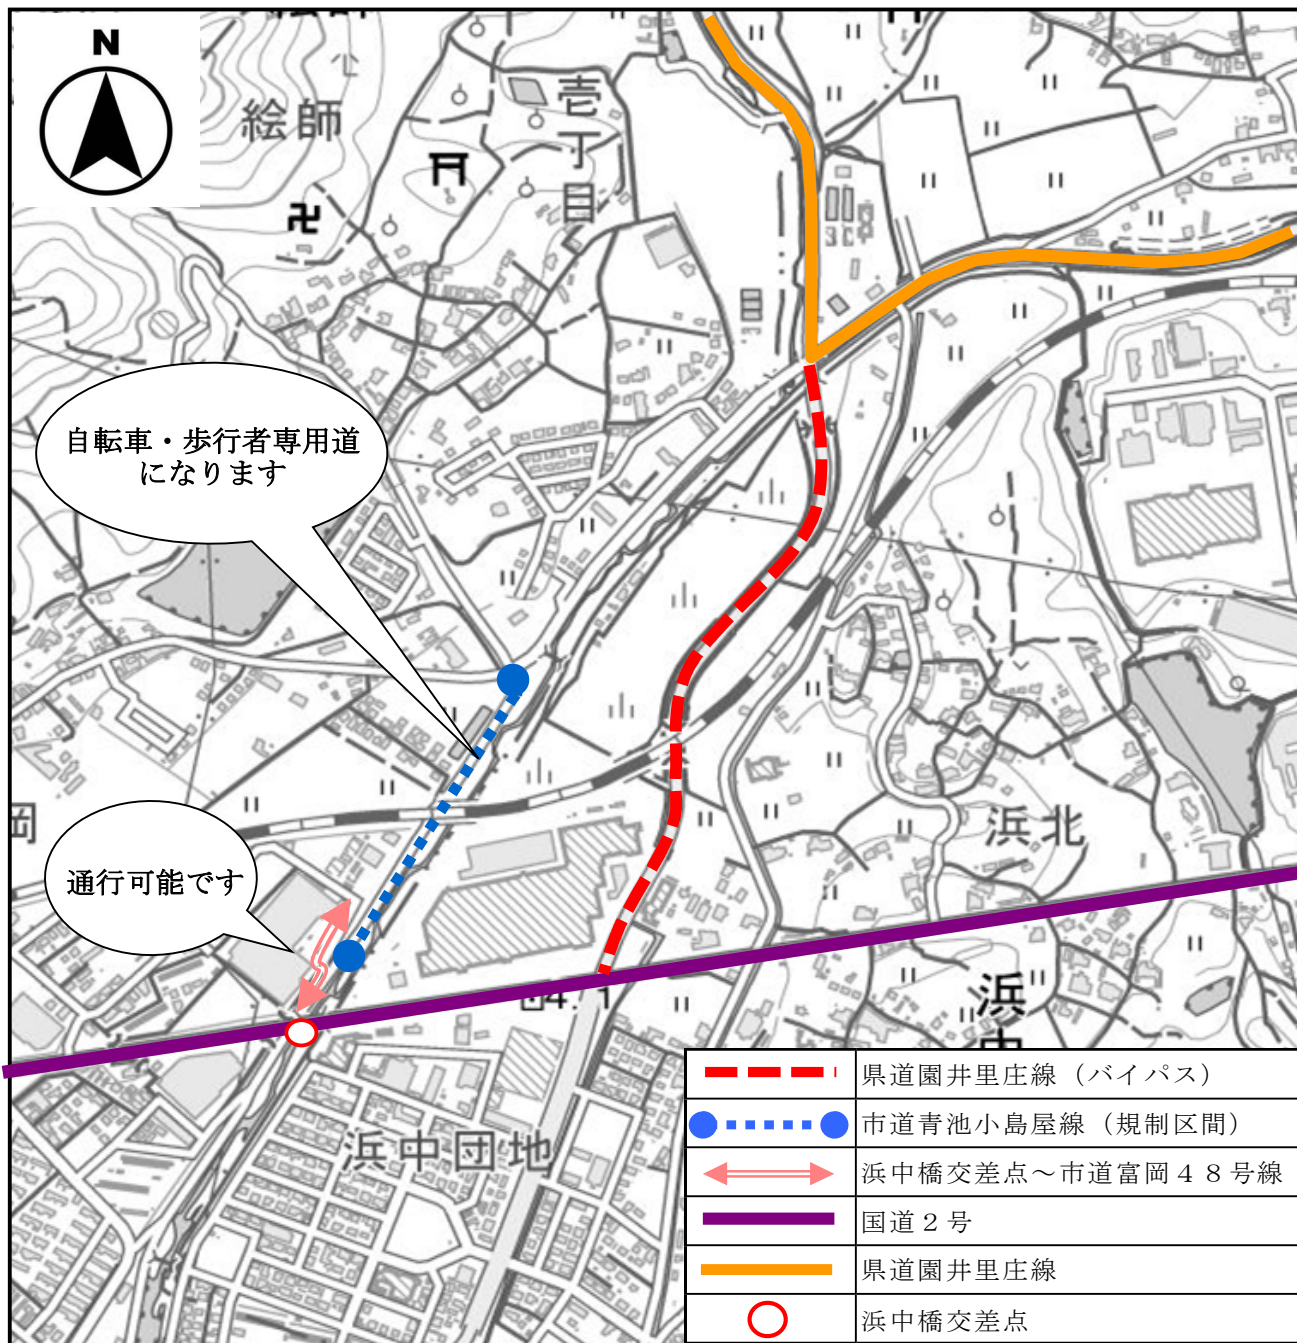 N
絵師
壱丁目
自転車・歩行者専用道
になります
通行可能です
岡
浜北
浜中
浜中団地
県道園井里庄線（バイパス）
市道青池小島屋線（規制区間）
浜中橋交差点～市道富岡４８号線
国道２号
県道園井里庄線
浜中橋交差点